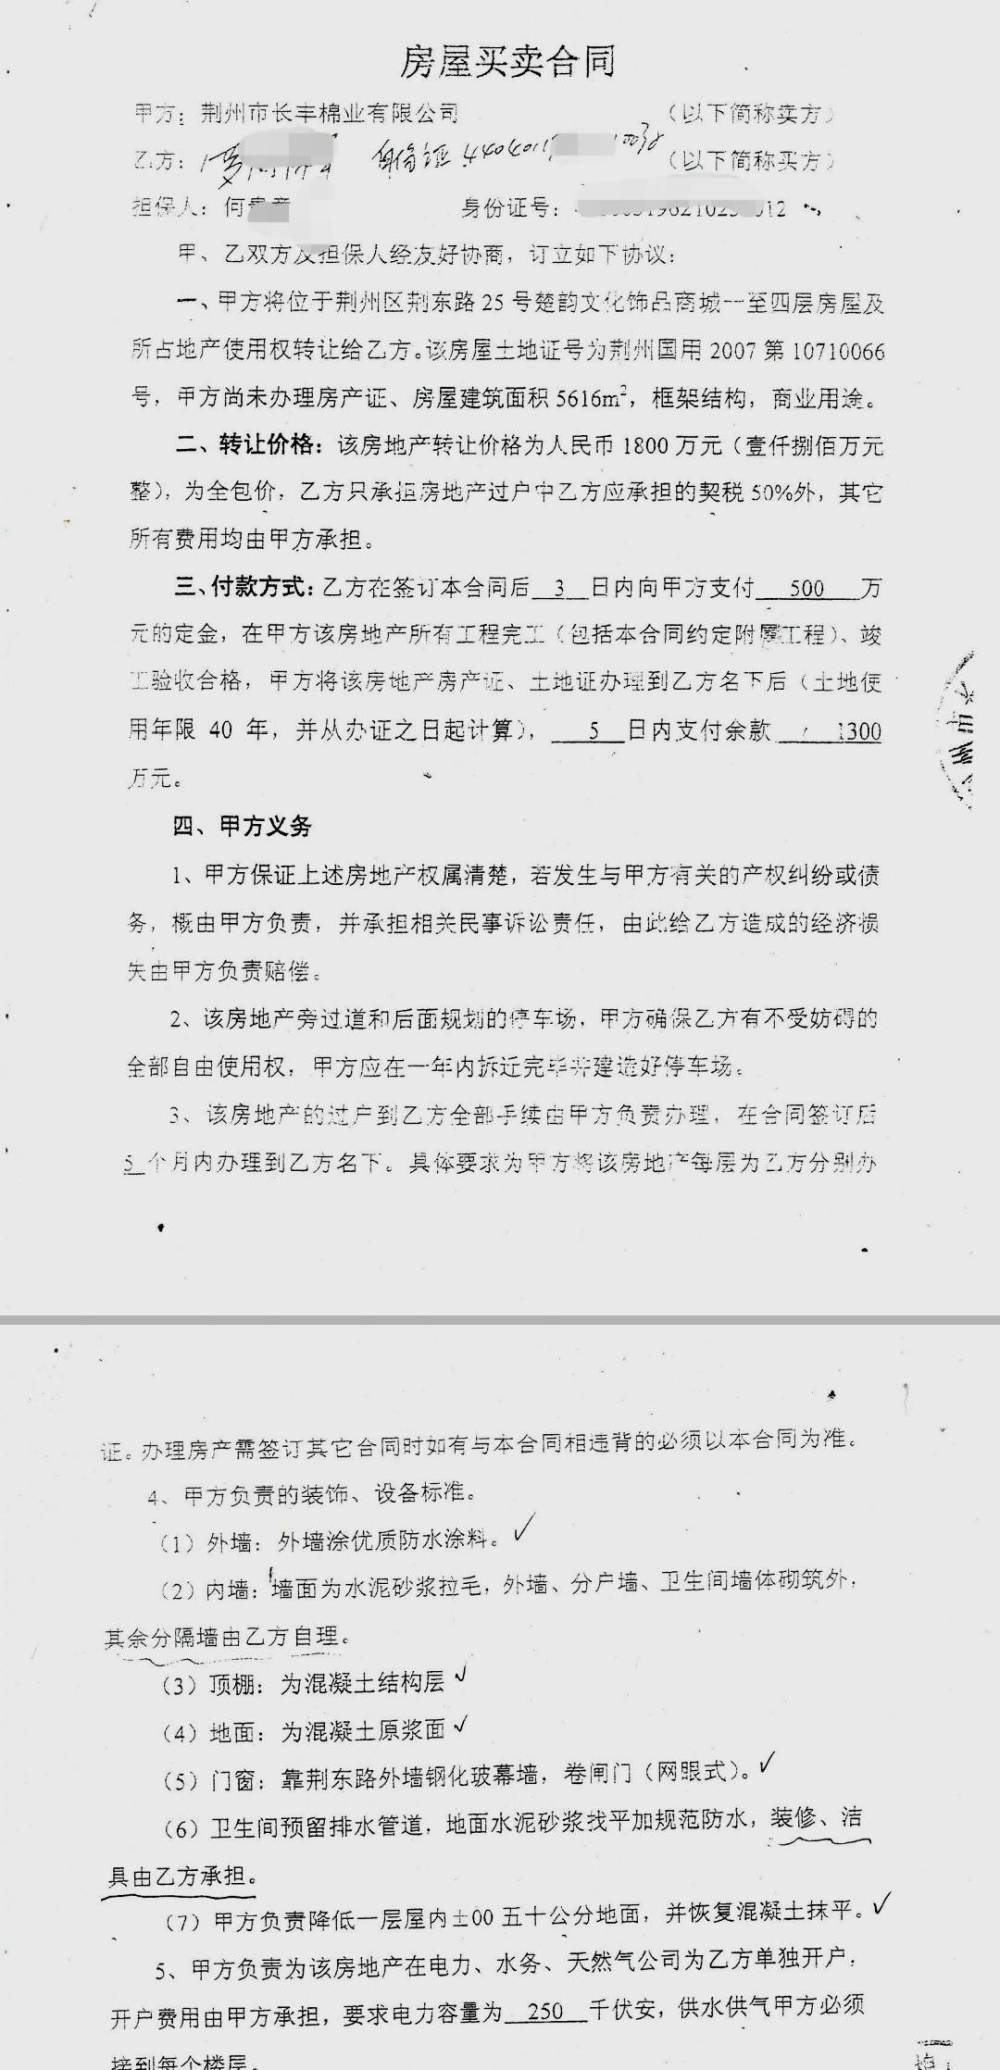 房屋买卖合同
甲方：荆州市长丰棉业有限公司 （以下简称卖方）
乙方： 身份证 （以下简称买方）
担保人：何 身份证号： 12
甲、乙双方及担保人经友好协商，订立如下协议：
一、甲方将位于荆州区荆东路 25 号楚韵文化饰品商城一至四层房屋及
所占地产使用权转让给乙方。该房屋土地证号为荆州国用 2007 第 10710066
号，甲方尚未办理房产证、房屋建筑面积 5616m²，框架结构，商业用途。
二、转让价格：该房地产转让价格为人民币 1800 万元（壹仟捌佰万元
整），为全包价，乙方只承担房地产过户中乙方应承担的契税 50%外，其它
所有费用均由甲方承担。
三、付款方式：乙方在签订本合同后 3 日内向甲方支付 500 万
元的定金，在甲方该房地产所有工程完工（包括本合同约定附属工程）、竣
工验收合格，甲方将该房地产房产证、土地证办理到乙方名下后（土地使
用年限 40 年，并从办证之日起计算）， 5 日内支付余款 1300
万元。
四、甲方义务
1、甲方保证上述房地产权属清楚，若发生与甲方有关的产权纠纷或债
务，概由甲方负责，并承担相关民事诉讼责任，由此给乙方造成的经济损
失由甲方负责赔偿。
2、该房地产旁过道和后面规划的停车场，甲方确保乙方有不受妨碍的
全部自由使用权，甲方应在一年内拆近完毕并建造好停车场。
3、该房地产的过户到乙方全部手续由甲方负责办理，在合同签订后
5 个月内办理到乙方名下。具体要求为甲方将该房地产每层为乙方分别办
证。办理房产需签订其它合同时如有与本合同相违背的必须以本合同为准。
4、甲方负责的装饰、设备标准。
（1）外墙：外墙涂优质防水涂料。✓
（2）内墙：墙面为水泥砂浆拉毛，外墙、分户墙、卫生间墙体砌筑外，
其余分隔墙由乙方自理。
（3）顶棚：为混凝土结构层✓
（4）地面：为混凝土原浆面✓
（5）门窗：靠荆东路外墙钢化玻幕墙，卷闸门（网眼式）。✓
（6）卫生间预留排水管道，地面水泥砂浆找平加规范防水，装修、洁
具由乙方承担。
（7）甲方负责降低一层屋内±00 五十公分地面，并恢复混凝土抹平。✓
5、甲方负责为该房地产在电力、水务、天然气公司为乙方单独开户，
开户费用由甲方承担，要求电力容量为 250 千伏安，供水供气甲方必须
接到每个楼层。